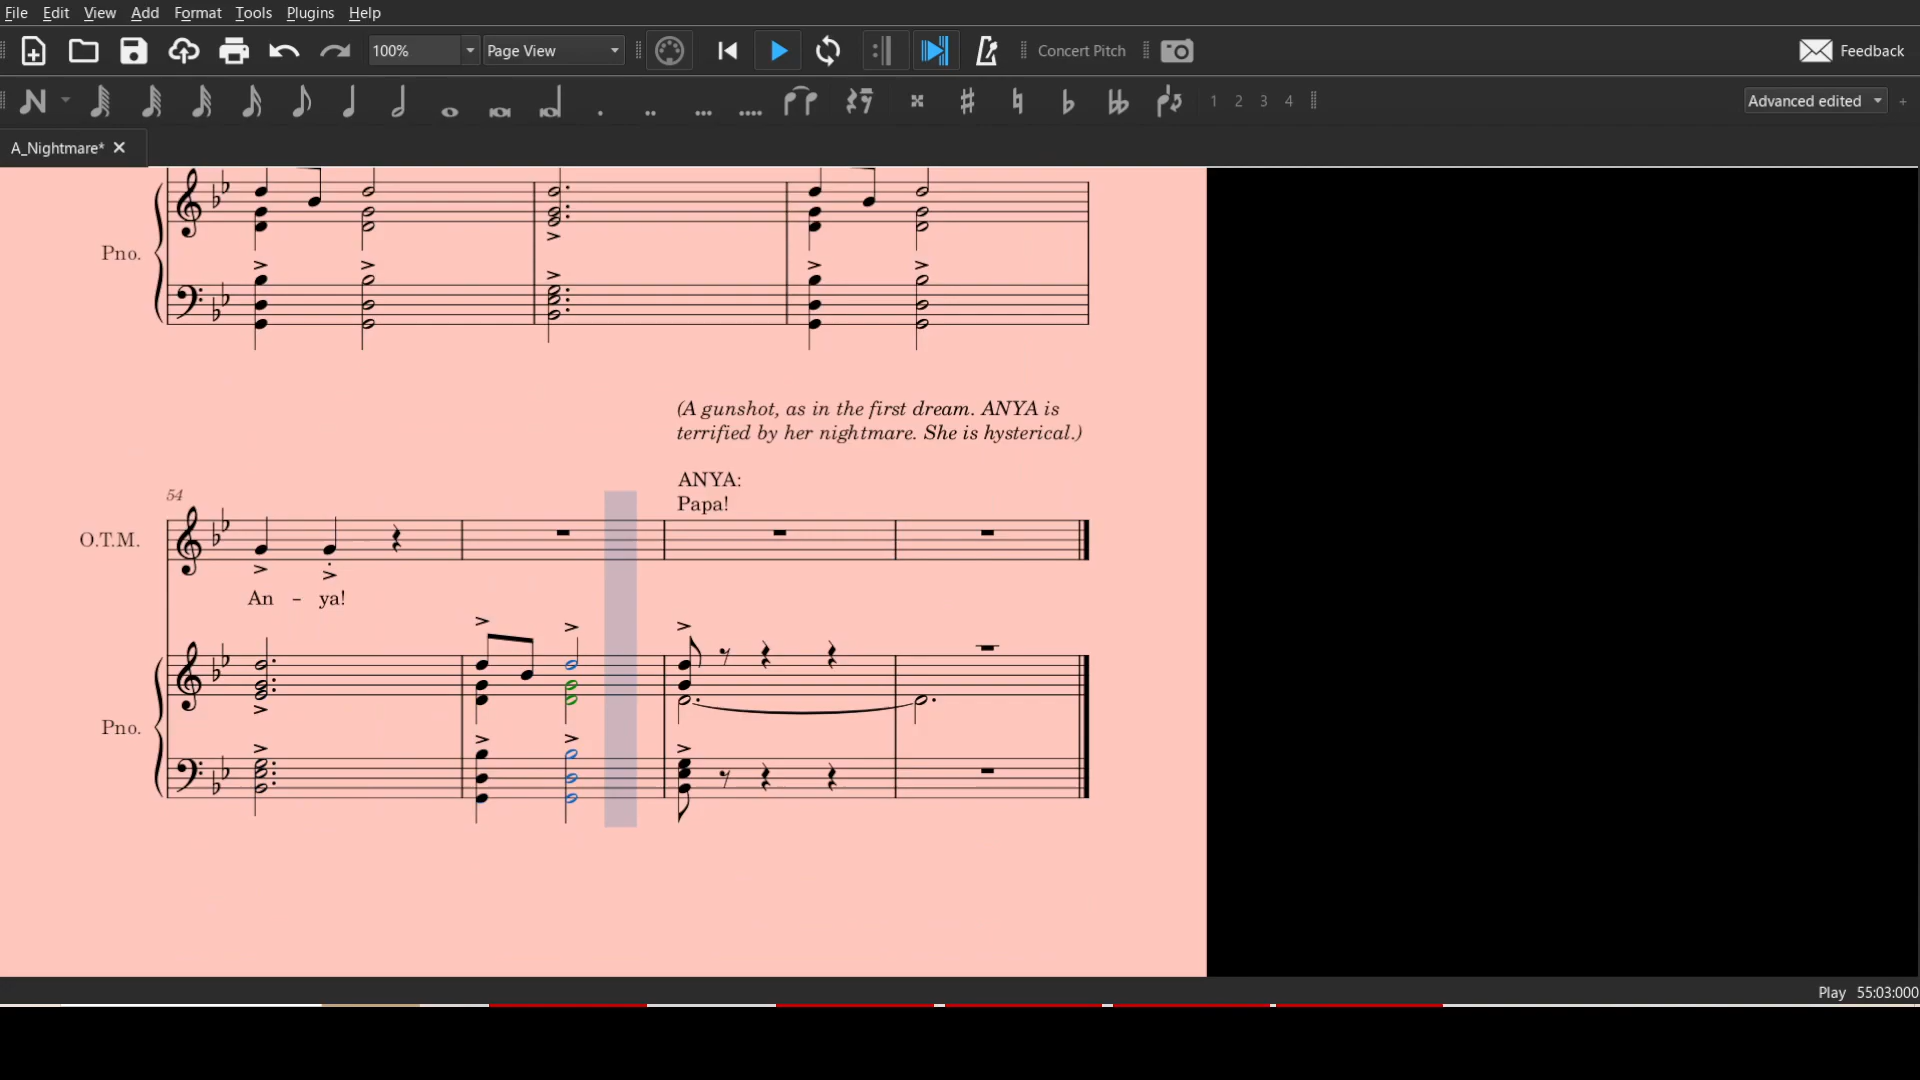 File Edit View Add Format Tools Plugins Help
100% Page View Concert Pitch Feedback
1 2 3 4 Advanced edited +
A_Nightmare*
Pno.
(A gunshot, as in the first dream. ANYA is
terrified by her nightmare. She is hysterical.)
ANYA:
Papa!
54
O.T.M.
An - ya!
Pno.
Play 55:03:000